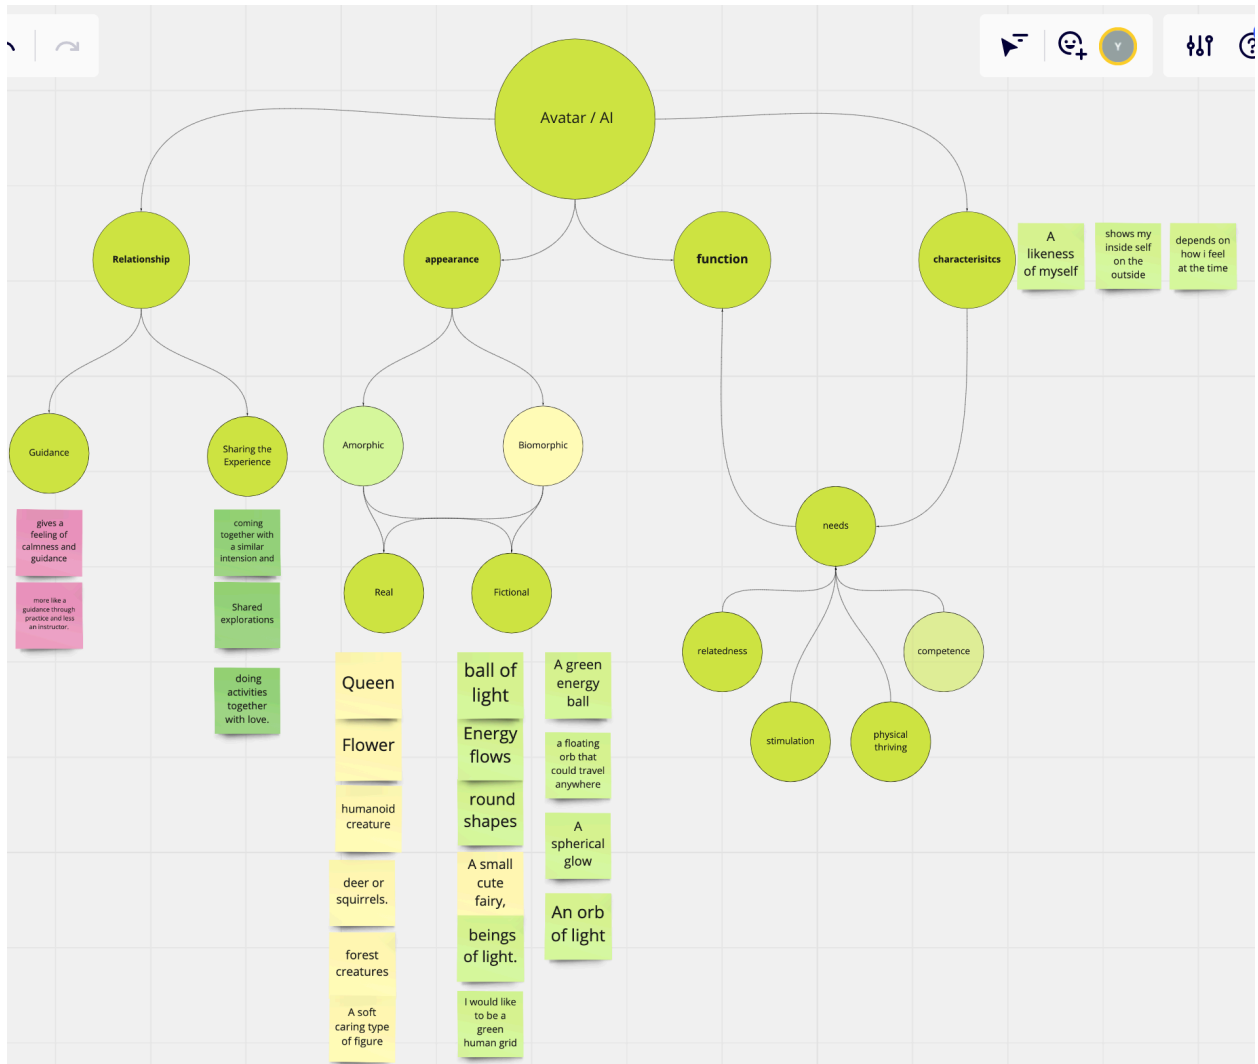 Avatar / AI
Y
Relationship
appearance
function
characterisitcs
A
likeness
of myself
shows my
inside self
on the
outside
depends on
how i feel
at the time
Guidance
Sharing the
Experience
Amorphic
Biomorphic
gives a
feeling of
calmness and
guidance
more like a
guidance through
practice and less
an instructor.
coming
together with
a similar
intension and
Shared
explorations
doing
activities
together
with love.
Real
Fictional
Queen
Flower
humanoid
creature
deer or
squirrels.
forest
creatures
A soft
caring type
of figure
ball of
light
Energy
flows
round
shapes
A small
cute
fairy,
beings
of light.
I would like
to be a
green
human grid
A green
energy
ball
a floating
orb that
could travel
anywhere
A
spherical
glow
An orb
of light
needs
relatedness
competence
stimulation
physical
thriving